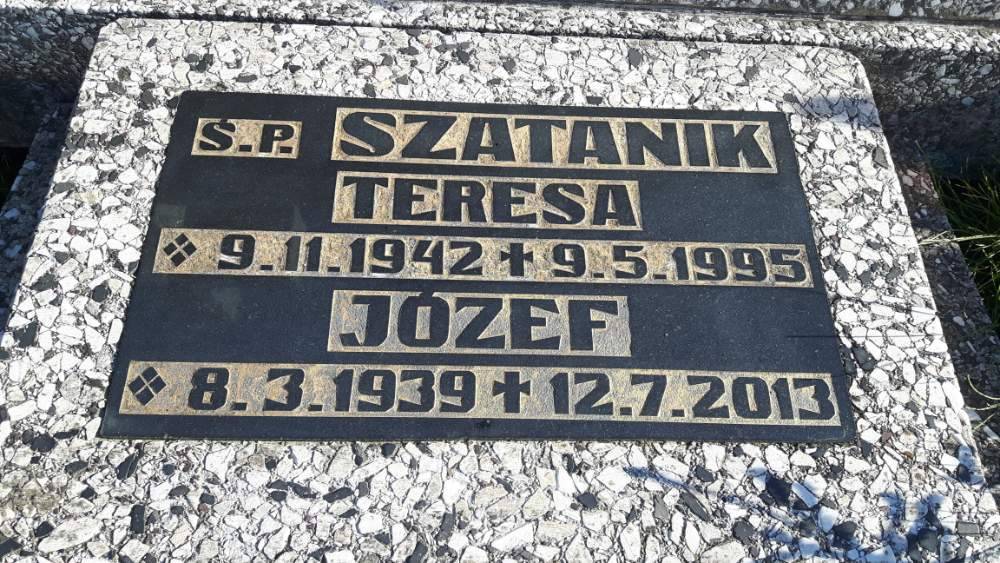 Ś.P. SZATANIK
TERESA
❖ 9.11.1942 ✝ 9.5.1995
JÓZEF
❖ 8.3.1939 ✝ 12.7.2013